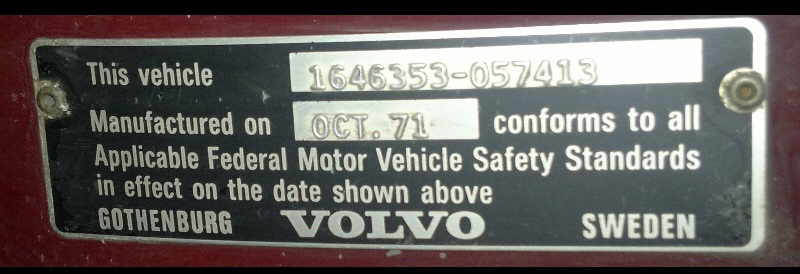 This vehicle 1646353-057413
Manufactured on OCT.71 conforms to all
Applicable Federal Motor Vehicle Safety Standards
in effect on the date shown above
GOTHENBURG VOLVO SWEDEN